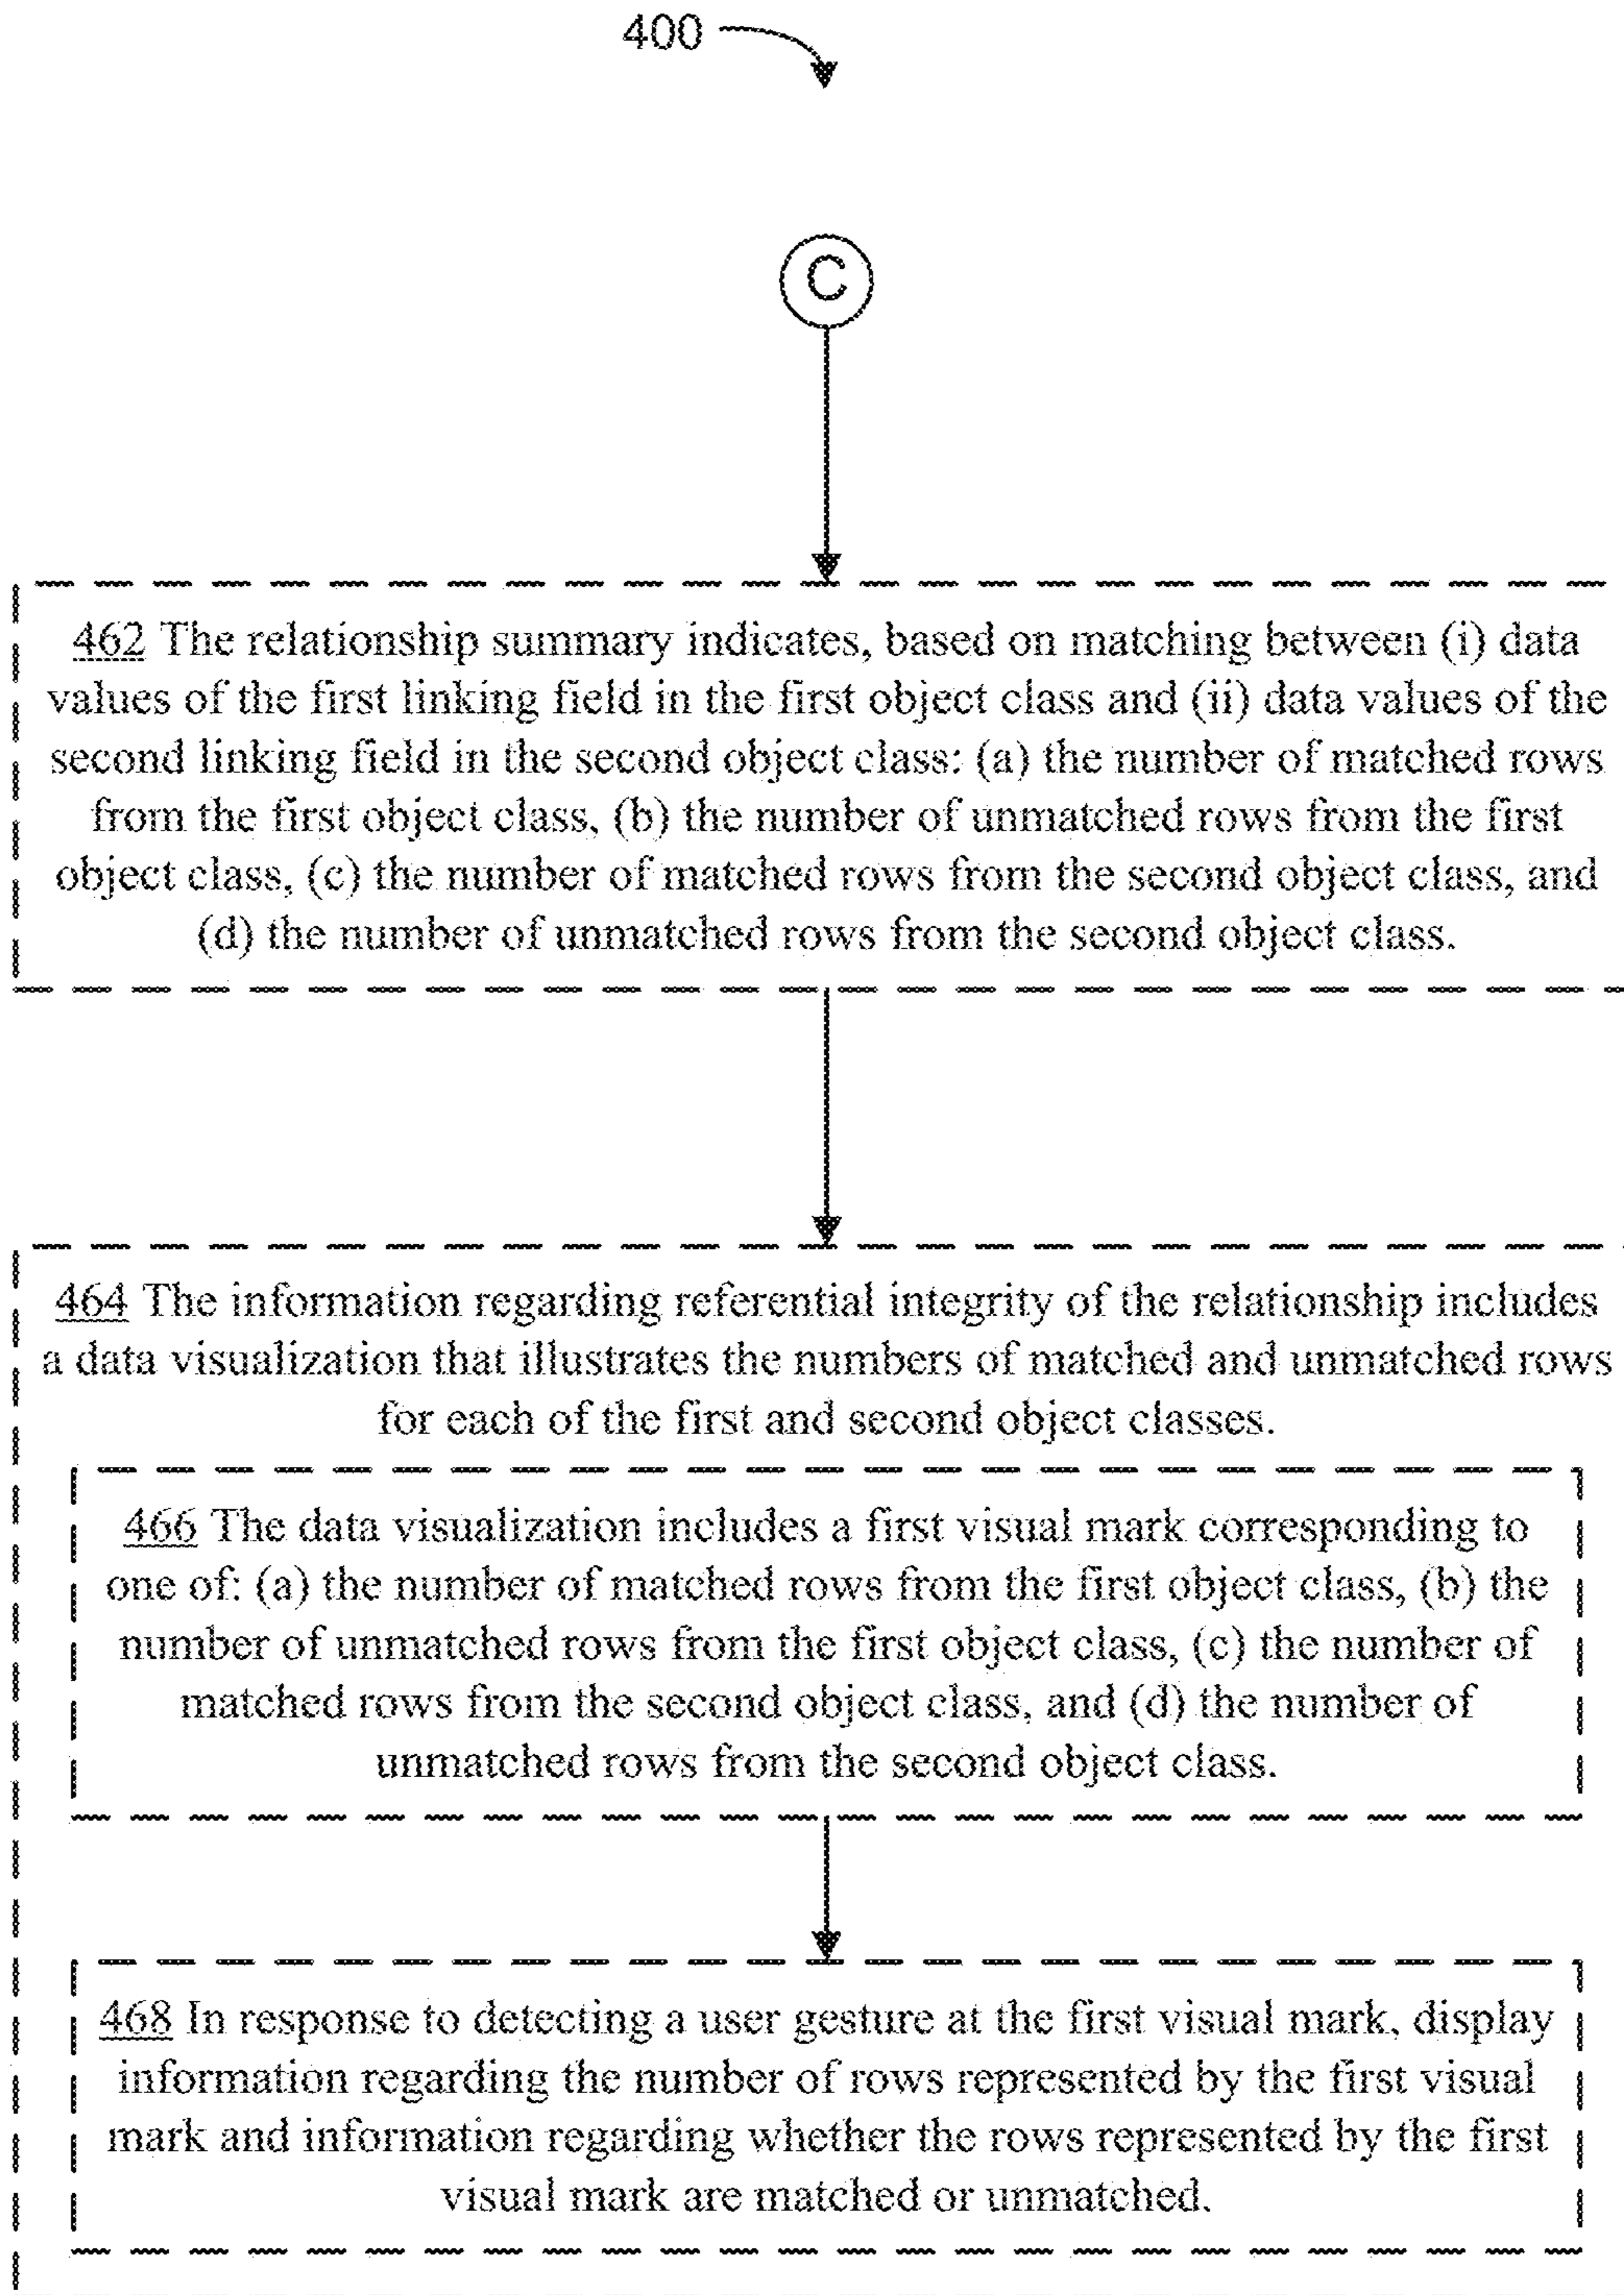 400
C
462 The relationship summary indicates, based on matching between (i) data
values of the first linking field in the first object class and (ii) data values of the
second linking field in the second object class: (a) the number of matched rows
from the first object class, (b) the number of unmatched rows from the first
object class, (c) the number of matched rows from the second object class, and
(d) the number of unmatched rows from the second object class.
464 The information regarding referential integrity of the relationship includes
a data visualization that illustrates the numbers of matched and unmatched rows
for each of the first and second object classes.
466 The data visualization includes a first visual mark corresponding to
one of: (a) the number of matched rows from the first object class, (b) the
number of unmatched rows from the first object class, (c) the number of
matched rows from the second object class, and (d) the number of
unmatched rows from the second object class.
468 In response to detecting a user gesture at the first visual mark, display
information regarding the number of rows represented by the first visual
mark and information regarding whether the rows represented by the first
visual mark are matched or unmatched.